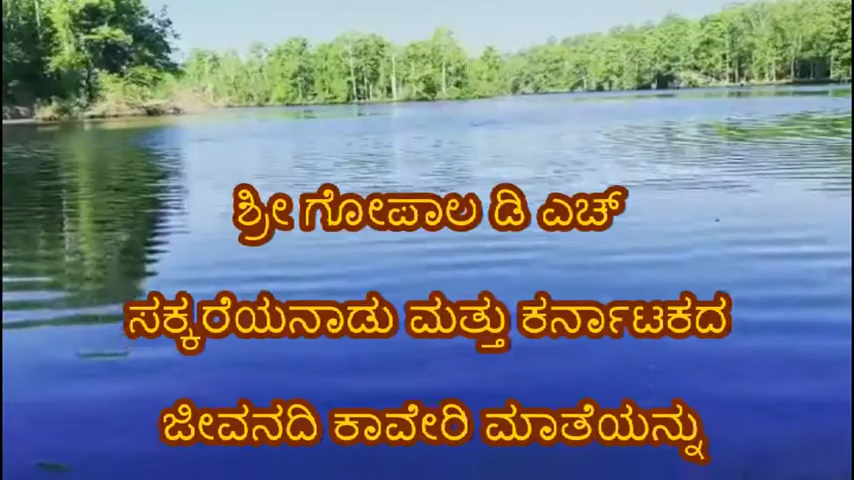 ಶ್ರೀ ಗೋಪಾಲ ಡಿ ಎಚ್
ಸಕ್ಕರೆಯನಾಡು ಮತ್ತು ಕರ್ನಾಟಕದ
ಜೀವನದಿ ಕಾವೇರಿ ಮಾತೆಯನ್ನು